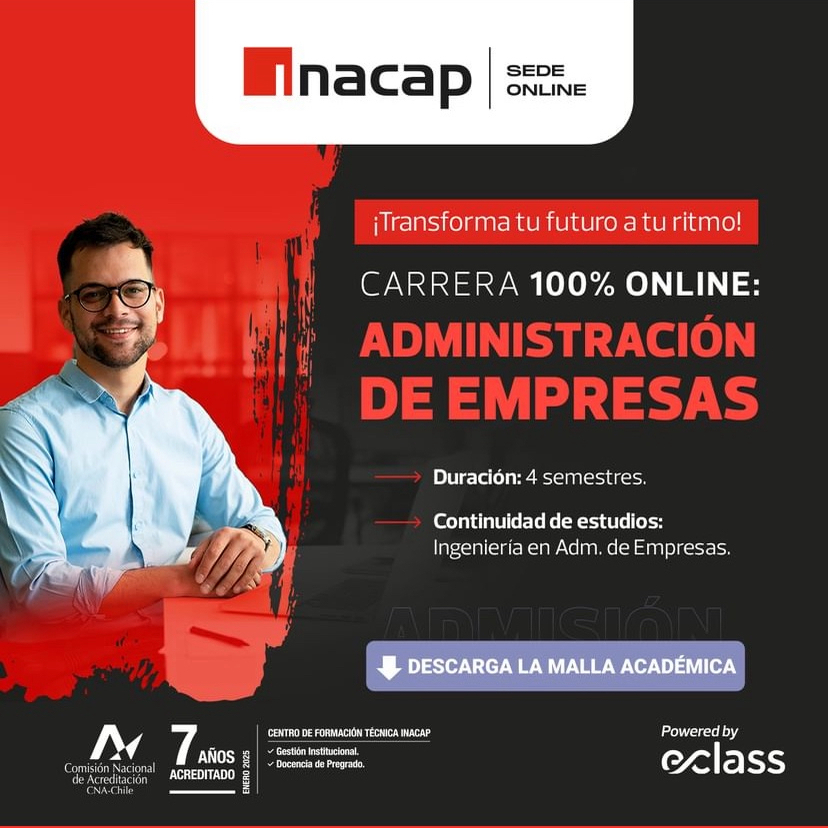 inacap
SEDE
ONLINE
¡Transforma tu futuro a tu ritmo!
CARRERA 100% ONLINE:
ADMINISTRACIÓN
DE EMPRESAS
Duración: 4 semestres.
Continuidad de estudios:
Ingeniería en Adm. de Empresas.
ADMISIÓN
DESCARGA LA MALLA ACADÉMICA
Comisión Nacional
de Acreditación
CNA-Chile
7 AÑOS
ACREDITADO
ENERO 2025
CENTRO DE FORMACIÓN TÉCNICA INACAP
✓ Gestión Institucional.
✓ Docencia de Pregrado.
Powered by
eclass